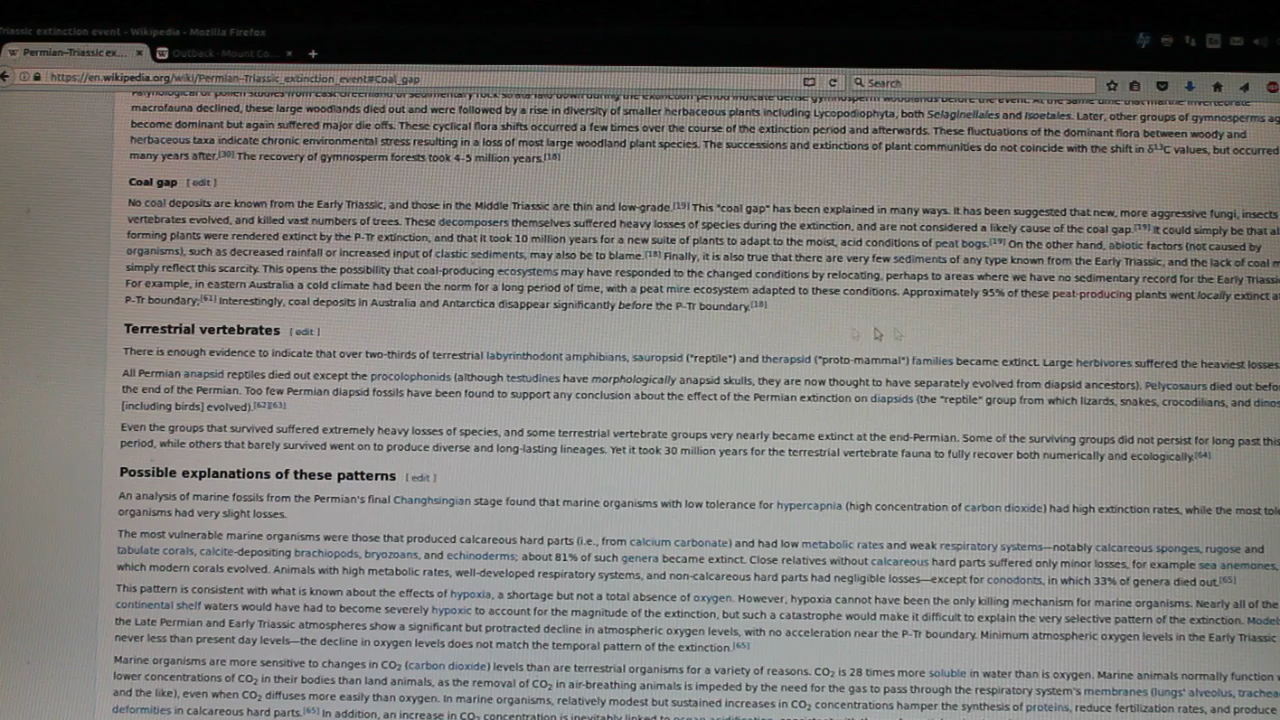 Triassic extinction event - Wikipedia - Mozilla Firefox
Permian–Triassic ex... × Outback - Mount Co... × +
https://en.wikipedia.org/wiki/Permian–Triassic_extinction_event#Coal_gap Search
Palynological or pollen studies from East Greenland of sedimentary rock strata laid down during the extinction period indicate dense gymnosperm woodlands before the event. At the same time that marine invertebrate
macrofauna declined, these large woodlands died out and were followed by a rise in diversity of smaller herbaceous plants including Lycopodiophyta, both Selaginellales and Isoetales. Later, other groups of gymnosperms ag
become dominant but again suffered major die offs. These cyclical flora shifts occurred a few times over the course of the extinction period and afterwards. These fluctuations of the dominant flora between woody and
herbaceous taxa indicate chronic environmental stress resulting in a loss of most large woodland plant species. The successions and extinctions of plant communities do not coincide with the shift in δ13C values, but occurred
many years after.[30] The recovery of gymnosperm forests took 4-5 million years.[18]
Coal gap [ edit ]
No coal deposits are known from the Early Triassic, and those in the Middle Triassic are thin and low-grade.[19] This "coal gap" has been explained in many ways. It has been suggested that new, more aggressive fungi, insects
vertebrates evolved, and killed vast numbers of trees. These decomposers themselves suffered heavy losses of species during the extinction, and are not considered a likely cause of the coal gap.[19] It could simply be that al
forming plants were rendered extinct by the P-Tr extinction, and that it took 10 million years for a new suite of plants to adapt to the moist, acid conditions of peat bogs.[19] On the other hand, abiotic factors (not caused by
organisms), such as decreased rainfall or increased input of clastic sediments, may also be to blame.[18] Finally, it is also true that there are very few sediments of any type known from the Early Triassic, and the lack of coal m
simply reflect this scarcity. This opens the possibility that coal-producing ecosystems may have responded to the changed conditions by relocating, perhaps to areas where we have no sedimentary record for the Early Triassi
For example, in eastern Australia a cold climate had been the norm for a long period of time, with a peat mire ecosystem adapted to these conditions. Approximately 95% of these peat-producing plants went locally extinct a
P-Tr boundary;[61] Interestingly, coal deposits in Australia and Antarctica disappear significantly before the P-Tr boundary.[18]
Terrestrial vertebrates [ edit ]
There is enough evidence to indicate that over two-thirds of terrestrial labyrinthodont amphibians, sauropsid ("reptile") and therapsid ("proto-mammal") families became extinct. Large herbivores suffered the heaviest losses
All Permian anapsid reptiles died out except the procolophonids (although testudines have morphologically anapsid skulls, they are now thought to have separately evolved from diapsid ancestors). Pelycosaurs died out befo
the end of the Permian. Too few Permian diapsid fossils have been found to support any conclusion about the effect of the Permian extinction on diapsids (the "reptile" group from which lizards, snakes, crocodilians, and dinos
[including birds] evolved).[62][63]
Even the groups that survived suffered extremely heavy losses of species, and some terrestrial vertebrate groups very nearly became extinct at the end-Permian. Some of the surviving groups did not persist for long past this
period, while others that barely survived went on to produce diverse and long-lasting lineages. Yet it took 30 million years for the terrestrial vertebrate fauna to fully recover both numerically and ecologically.[64]
Possible explanations of these patterns [ edit ]
An analysis of marine fossils from the Permian's final Changhsingian stage found that marine organisms with low tolerance for hypercapnia (high concentration of carbon dioxide) had high extinction rates, while the most tole
organisms had very slight losses.
The most vulnerable marine organisms were those that produced calcareous hard parts (i.e., from calcium carbonate) and had low metabolic rates and weak respiratory systems—notably calcareous sponges, rugose and
tabulate corals, calcite-depositing brachiopods, bryozoans, and echinoderms; about 81% of such genera became extinct. Close relatives without calcareous hard parts suffered only minor losses, for example sea anemones,
which modern corals evolved. Animals with high metabolic rates, well-developed respiratory systems, and non-calcareous hard parts had negligible losses—except for conodonts, in which 33% of genera died out.[65]
This pattern is consistent with what is known about the effects of hypoxia, a shortage but not a total absence of oxygen. However, hypoxia cannot have been the only killing mechanism for marine organisms. Nearly all of the
continental shelf waters would have had to become severely hypoxic to account for the magnitude of the extinction, but such a catastrophe would make it difficult to explain the very selective pattern of the extinction. Models
the Late Permian and Early Triassic atmospheres show a significant but protracted decline in atmospheric oxygen levels, with no acceleration near the P-Tr boundary. Minimum atmospheric oxygen levels in the Early Triassic
never less than present day levels—the decline in oxygen levels does not match the temporal pattern of the extinction.[65]
Marine organisms are more sensitive to changes in CO2 (carbon dioxide) levels than are terrestrial organisms for a variety of reasons. CO2 is 28 times more soluble in water than is oxygen. Marine animals normally function
lower concentrations of CO2 in their bodies than land animals, as the removal of CO2 in air-breathing animals is impeded by the need for the gas to pass through the respiratory system's membranes (lungs' alveolus, trachea
and the like), even when CO2 diffuses more easily than oxygen. In marine organisms, relatively modest but sustained increases in CO2 concentrations hamper the synthesis of proteins, reduce fertilization rates, and produce
deformities in calcareous hard parts.[65] In addition, an increase in CO2 concentration is inevitably linked to ocean acidification